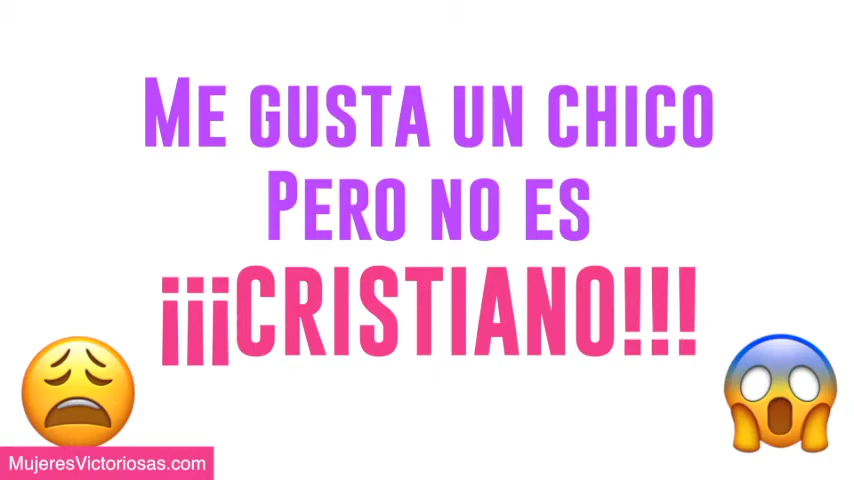 Me gusta un chico
Pero no es
¡¡¡CRISTIANO!!!
MujeresVictoriosas.com